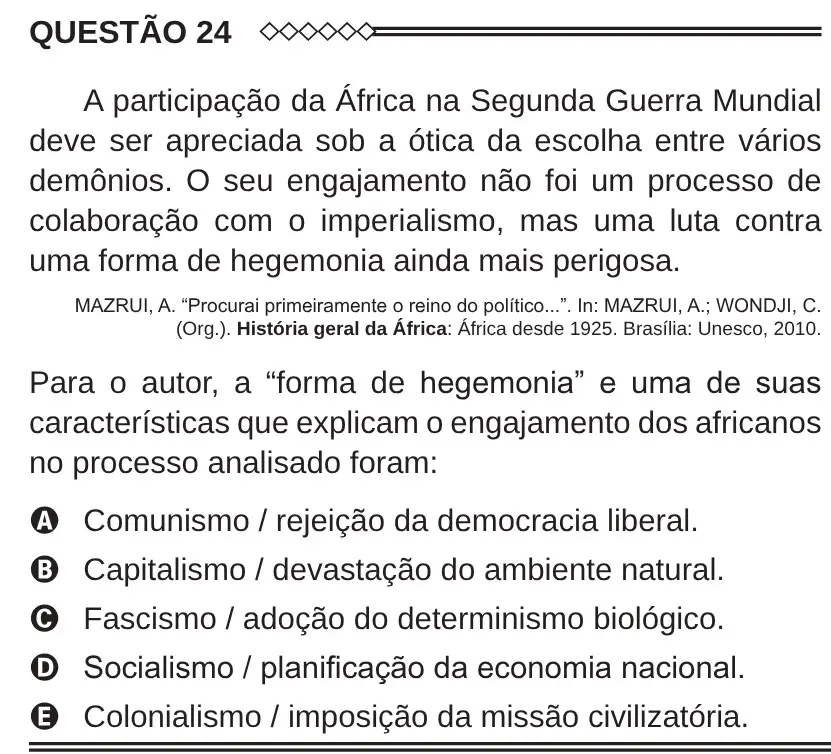 QUESTÃO 24
A participação da África na Segunda Guerra Mundial
deve ser apreciada sob a ótica da escolha entre vários
demônios. O seu engajamento não foi um processo de
colaboração com o imperialismo, mas uma luta contra
uma forma de hegemonia ainda mais perigosa.
MAZRUI, A. “Procurai primeiramente o reino do político...”. In: MAZRUI, A.; WONDJI, C.
(Org.). História geral da África: África desde 1925. Brasília: Unesco, 2010.
Para o autor, a “forma de hegemonia” e uma de suas
características que explicam o engajamento dos africanos
no processo analisado foram:
A Comunismo / rejeição da democracia liberal.
B Capitalismo / devastação do ambiente natural.
C Fascismo / adoção do determinismo biológico.
D Socialismo / planificação da economia nacional.
E Colonialismo / imposição da missão civilizatória.